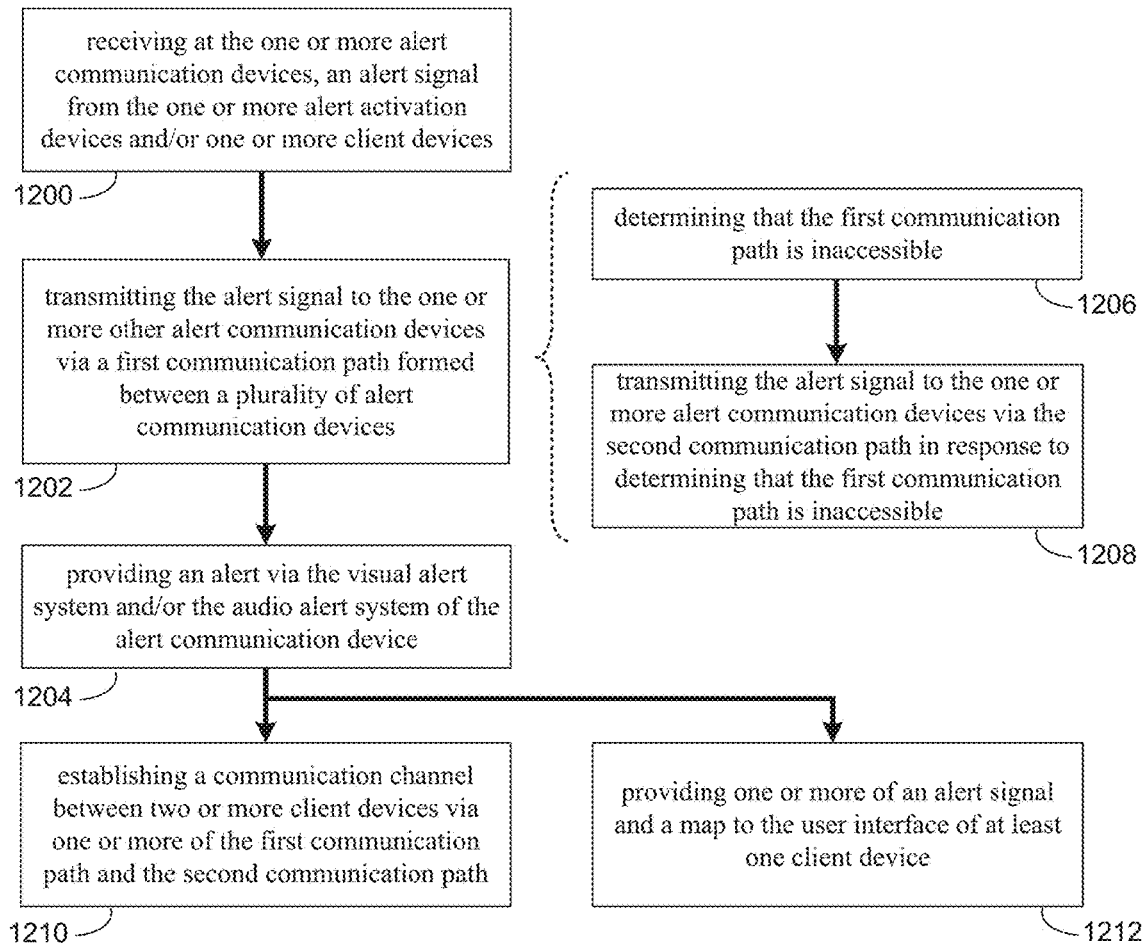 receiving at the one or more alert
communication devices, an alert signal
from the one or more alert activation
devices and/or one or more client devices
1200
transmitting the alert signal to the one or
more other alert communication devices
via a first communication path formed
between a plurality of alert
communication devices
1202
determining that the first communication
path is inaccessible
1206
transmitting the alert signal to the one or
more alert communication devices via the
second communication path in response to
determining that the first communication
path is inaccessible
1208
providing an alert via the visual alert
system and/or the audio alert system of the
alert communication device
1204
establishing a communication channel
between two or more client devices via
one or more of the first communication
path and the second communication path
1210
providing one or more of an alert signal
and a map to the user interface of at least
one client device
1212